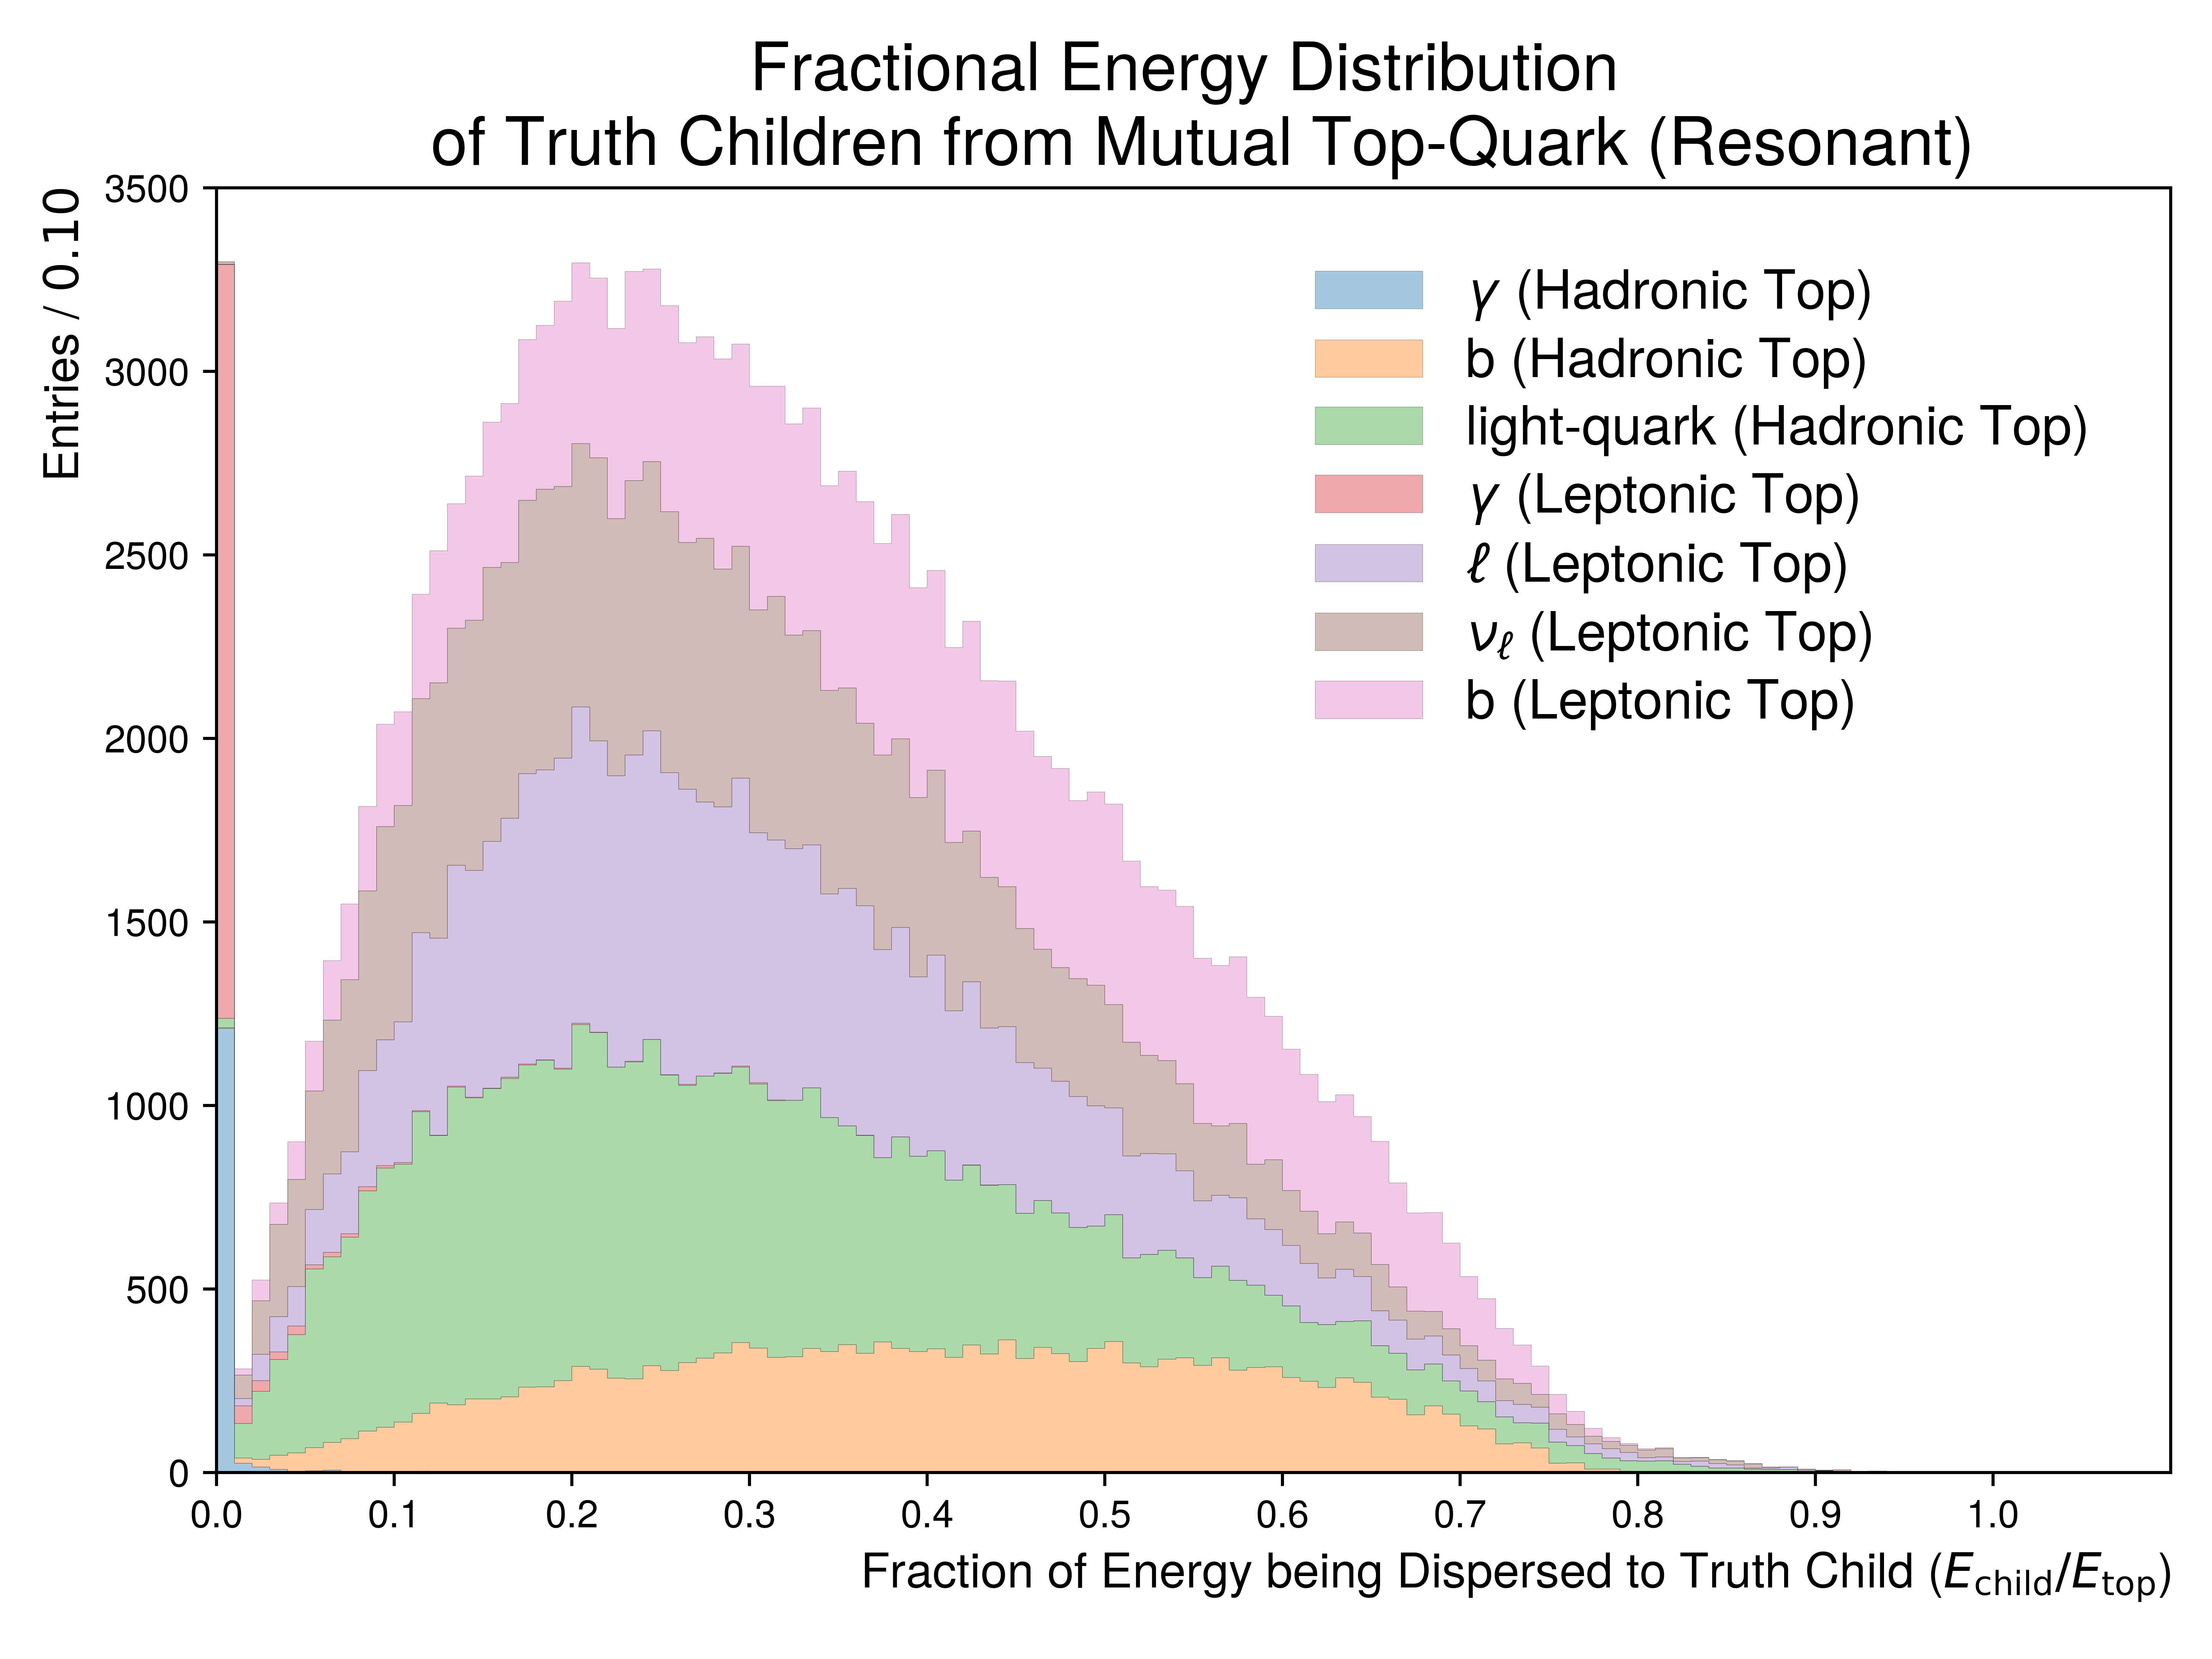 Fractional Energy Distribution
of Truth Children from Mutual Top-Quark (Resonant)
Entries / 0.10
3500
3000
2500
2000
1500
1000
500
0
γ (Hadronic Top)
b (Hadronic Top)
light-quark (Hadronic Top)
γ (Leptonic Top)
ℓ (Leptonic Top)
νℓ (Leptonic Top)
b (Leptonic Top)
0.0 0.1 0.2 0.3 0.4 0.5 0.6 0.7 0.8 0.9 1.0
Fraction of Energy being Dispersed to Truth Child (Echild/Etop)